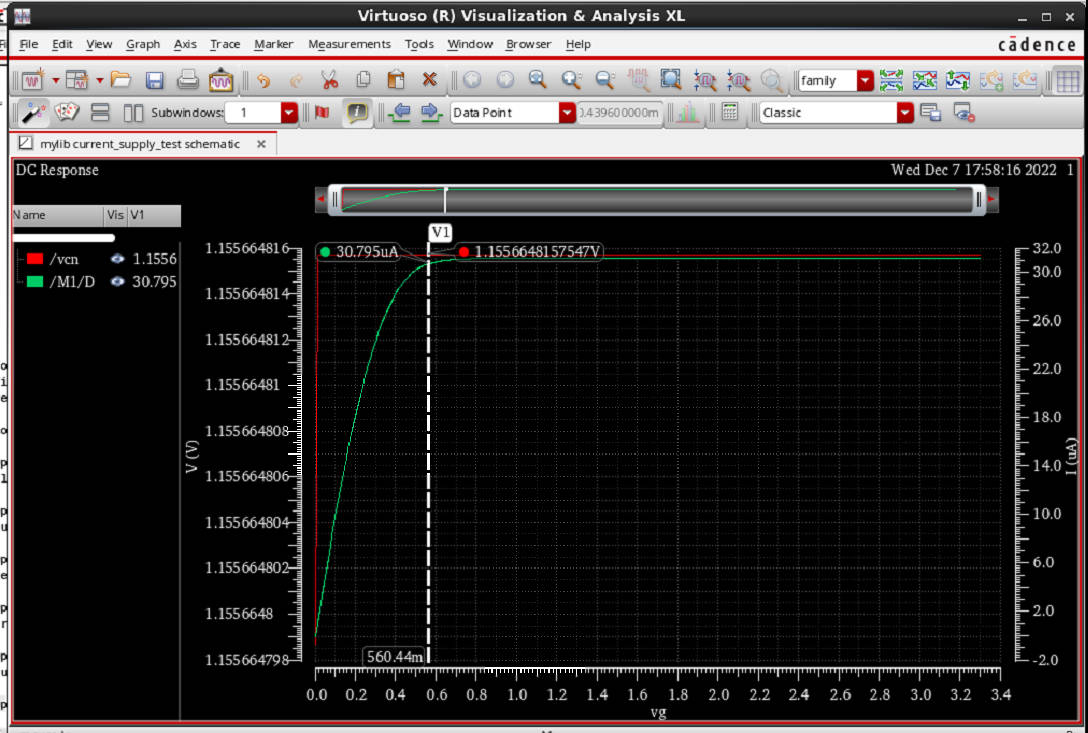 Virtuoso (R) Visualization & Analysis XL
File Edit View Graph Axis Trace Marker Measurements Tools Window Browser Help
cādence
family
Subwindows: 1
Data Point
0.43960000m
Classic
mylib current_supply_test schematic
DC Response
Wed Dec 7 17:58:16 2022 1
Name Vis V1
/vcn 1.1556
/M1/D 30.795
V1
30.795uA
1.1556648157547V
1.155664816
1.155664814
1.155664812
1.15566481
1.155664808
1.155664806
1.155664804
1.155664802
1.1556648
1.155664798
V (V)
32.0
30.0
26.0
22.0
18.0
14.0
10.0
6.0
2.0
-2.0
I (uA)
560.44m
0.0 0.2 0.4 0.6 0.8 1.0 1.2 1.4 1.6 1.8 2.0 2.2 2.4 2.6 2.8 3.0 3.2 3.4
vg